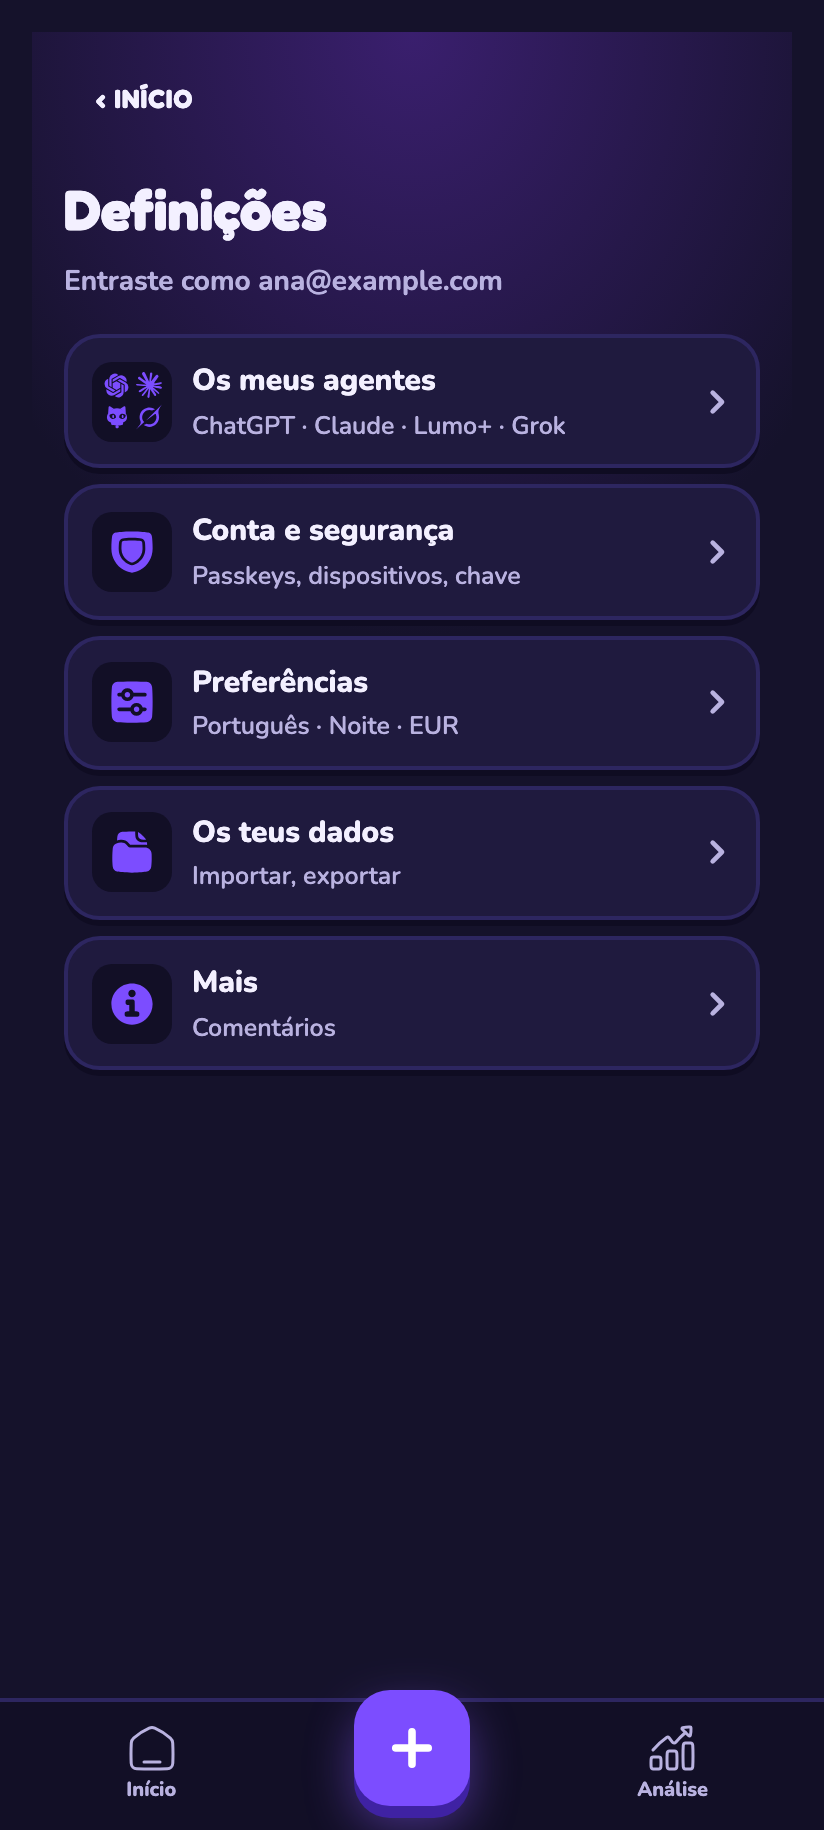 ‹ INÍCIO
Definições
Entraste como ana@example.com
Os meus agentes
ChatGPT · Claude · Lumo+ · Grok
Conta e segurança
Passkeys, dispositivos, chave
Preferências
Português · Noite · EUR
Os teus dados
Importar, exportar
Mais
Comentários
Início
Análise